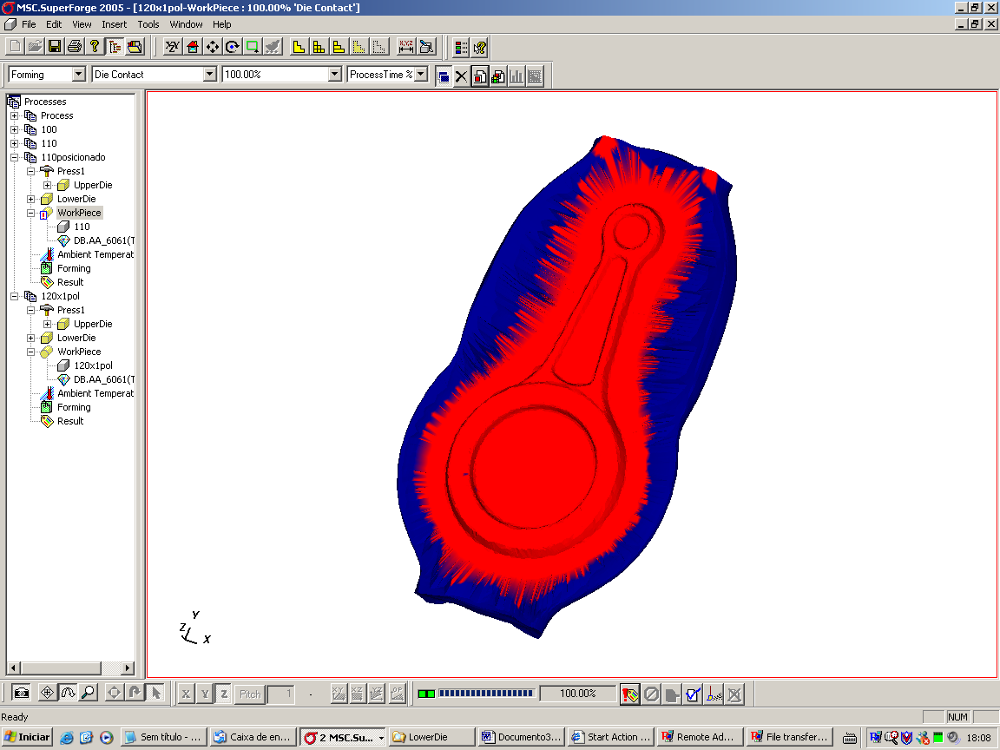 MSC.SuperForge 2005 - [120x1pol-WorkPiece : 100.00% 'Die Contact']
File Edit View Insert Tools Window Help
Forming Die Contact 100.00% ProcessTime %
Processes
Process
100
110
110posicionado
Press1
UpperDie
LowerDie
WorkPiece
110
DB.AA_6061(T
Ambient Temperat
Forming
Result
120x1pol
Press1
UpperDie
LowerDie
WorkPiece
120x1pol
DB.AA_6061(T
Ambient Temperat
Forming
Result
Y
Z
X
X Y Z Pitch 1 - 100.00%
Ready NUM
Iniciar Sem título - ... Caixa de en... 2 MSC.Su... LowerDie Documento3... Start Action ... Remote Ad... File transfer... 18:08